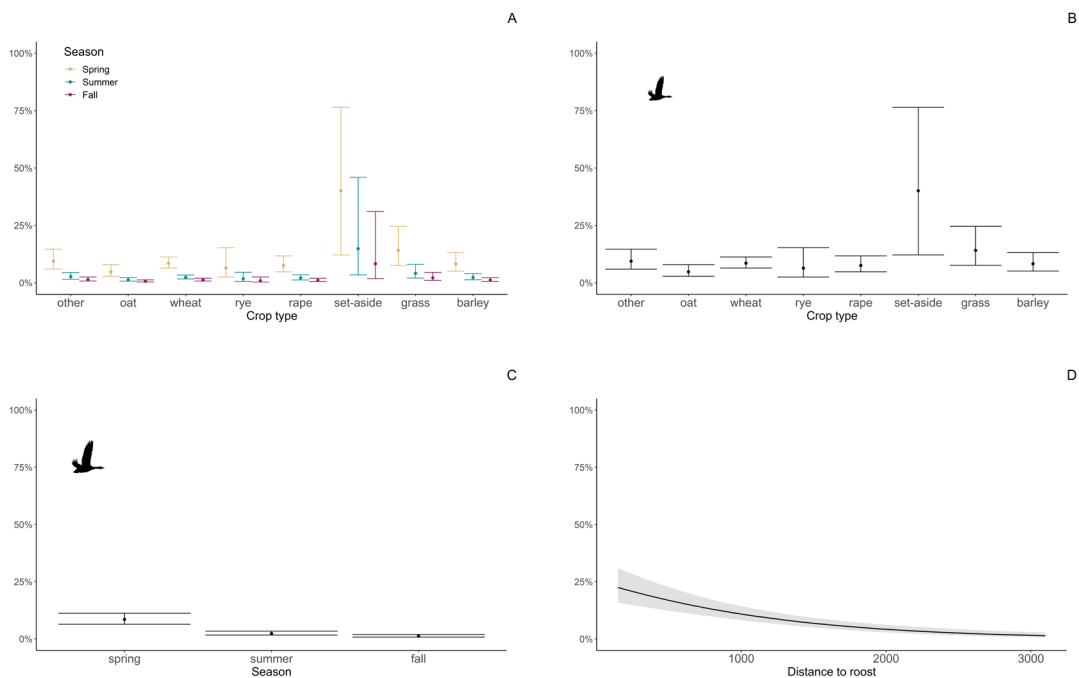 A
100%
75%
50%
25%
0%
Season
Spring
Summer
Fall
other oat wheat rye rape set-aside grass barley
Crop type
B
100%
75%
50%
25%
0%
other oat wheat rye rape set-aside grass barley
Crop type
C
100%
75%
50%
25%
0%
spring summer fall
Season
D
100%
75%
50%
25%
0%
1000 2000 3000
Distance to roost